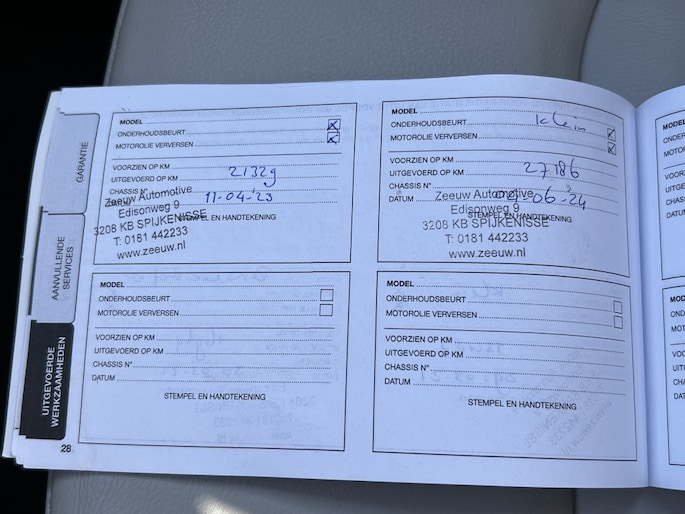 GARANTIE
AANVULLENDE
SERVICES
UITGEVOERDE
WERKZAAMHEDEN
MODEL
ONDERHOUDSBEURT
MOTOROLIE VERVERSEN
VOORZIEN OP KM
UITGEVOERD OP KM 21329
CHASSIS N°
11-04-'23
Zeeuw Automotive
Edisonweg 9
3208 KB SPIJKENISSE
T: 0181 442233
www.zeeuw.nl
STEMPEL EN HANDTEKENING
MODEL
ONDERHOUDSBEURT klein
MOTOROLIE VERVERSEN
VOORZIEN OP KM
UITGEVOERD OP KM 27186
CHASSIS N°
DATUM 06-'24
Zeeuw Automotive
Edisonweg 9
3208 KB SPIJKENISSE
T: 0181 442233
www.zeeuw.nl
STEMPEL EN HANDTEKENING
MODEL
ONDERHOUDSBEURT
MOTOROLIE VERVERSEN
VOORZIEN OP KM
UITGEVOERD OP KM
CHASSIS N°
DATUM
STEMPEL EN HANDTEKENING
MODEL
ONDERHOUDSBEURT
MOTOROLIE VERVERSEN
VOORZIEN OP KM
UITGEVOERD OP KM
CHASSIS N°
DATUM
STEMPEL EN HANDTEKENING
28